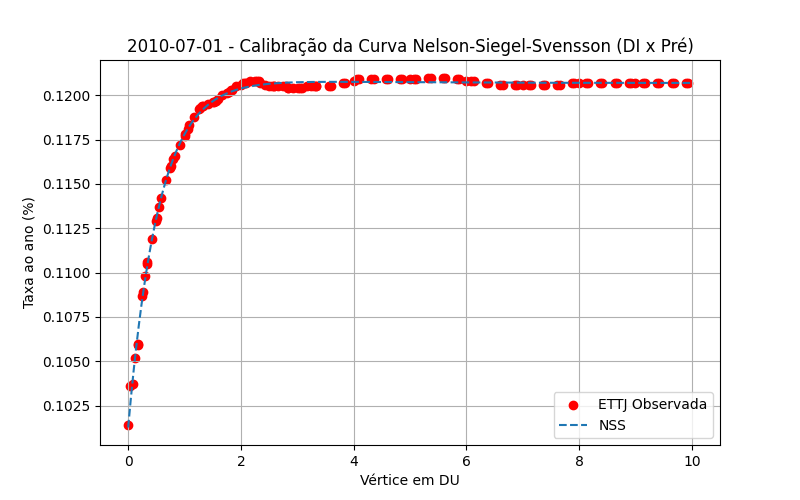 2010-07-01 - Calibração da Curva Nelson-Siegel-Svensson (DI x Pré)
Taxa ao ano (%)
0.1200
0.1175
0.1150
0.1125
0.1100
0.1075
0.1050
0.1025
ETTJ Observada
NSS
0 2 4 6 8 10
Vértice em DU